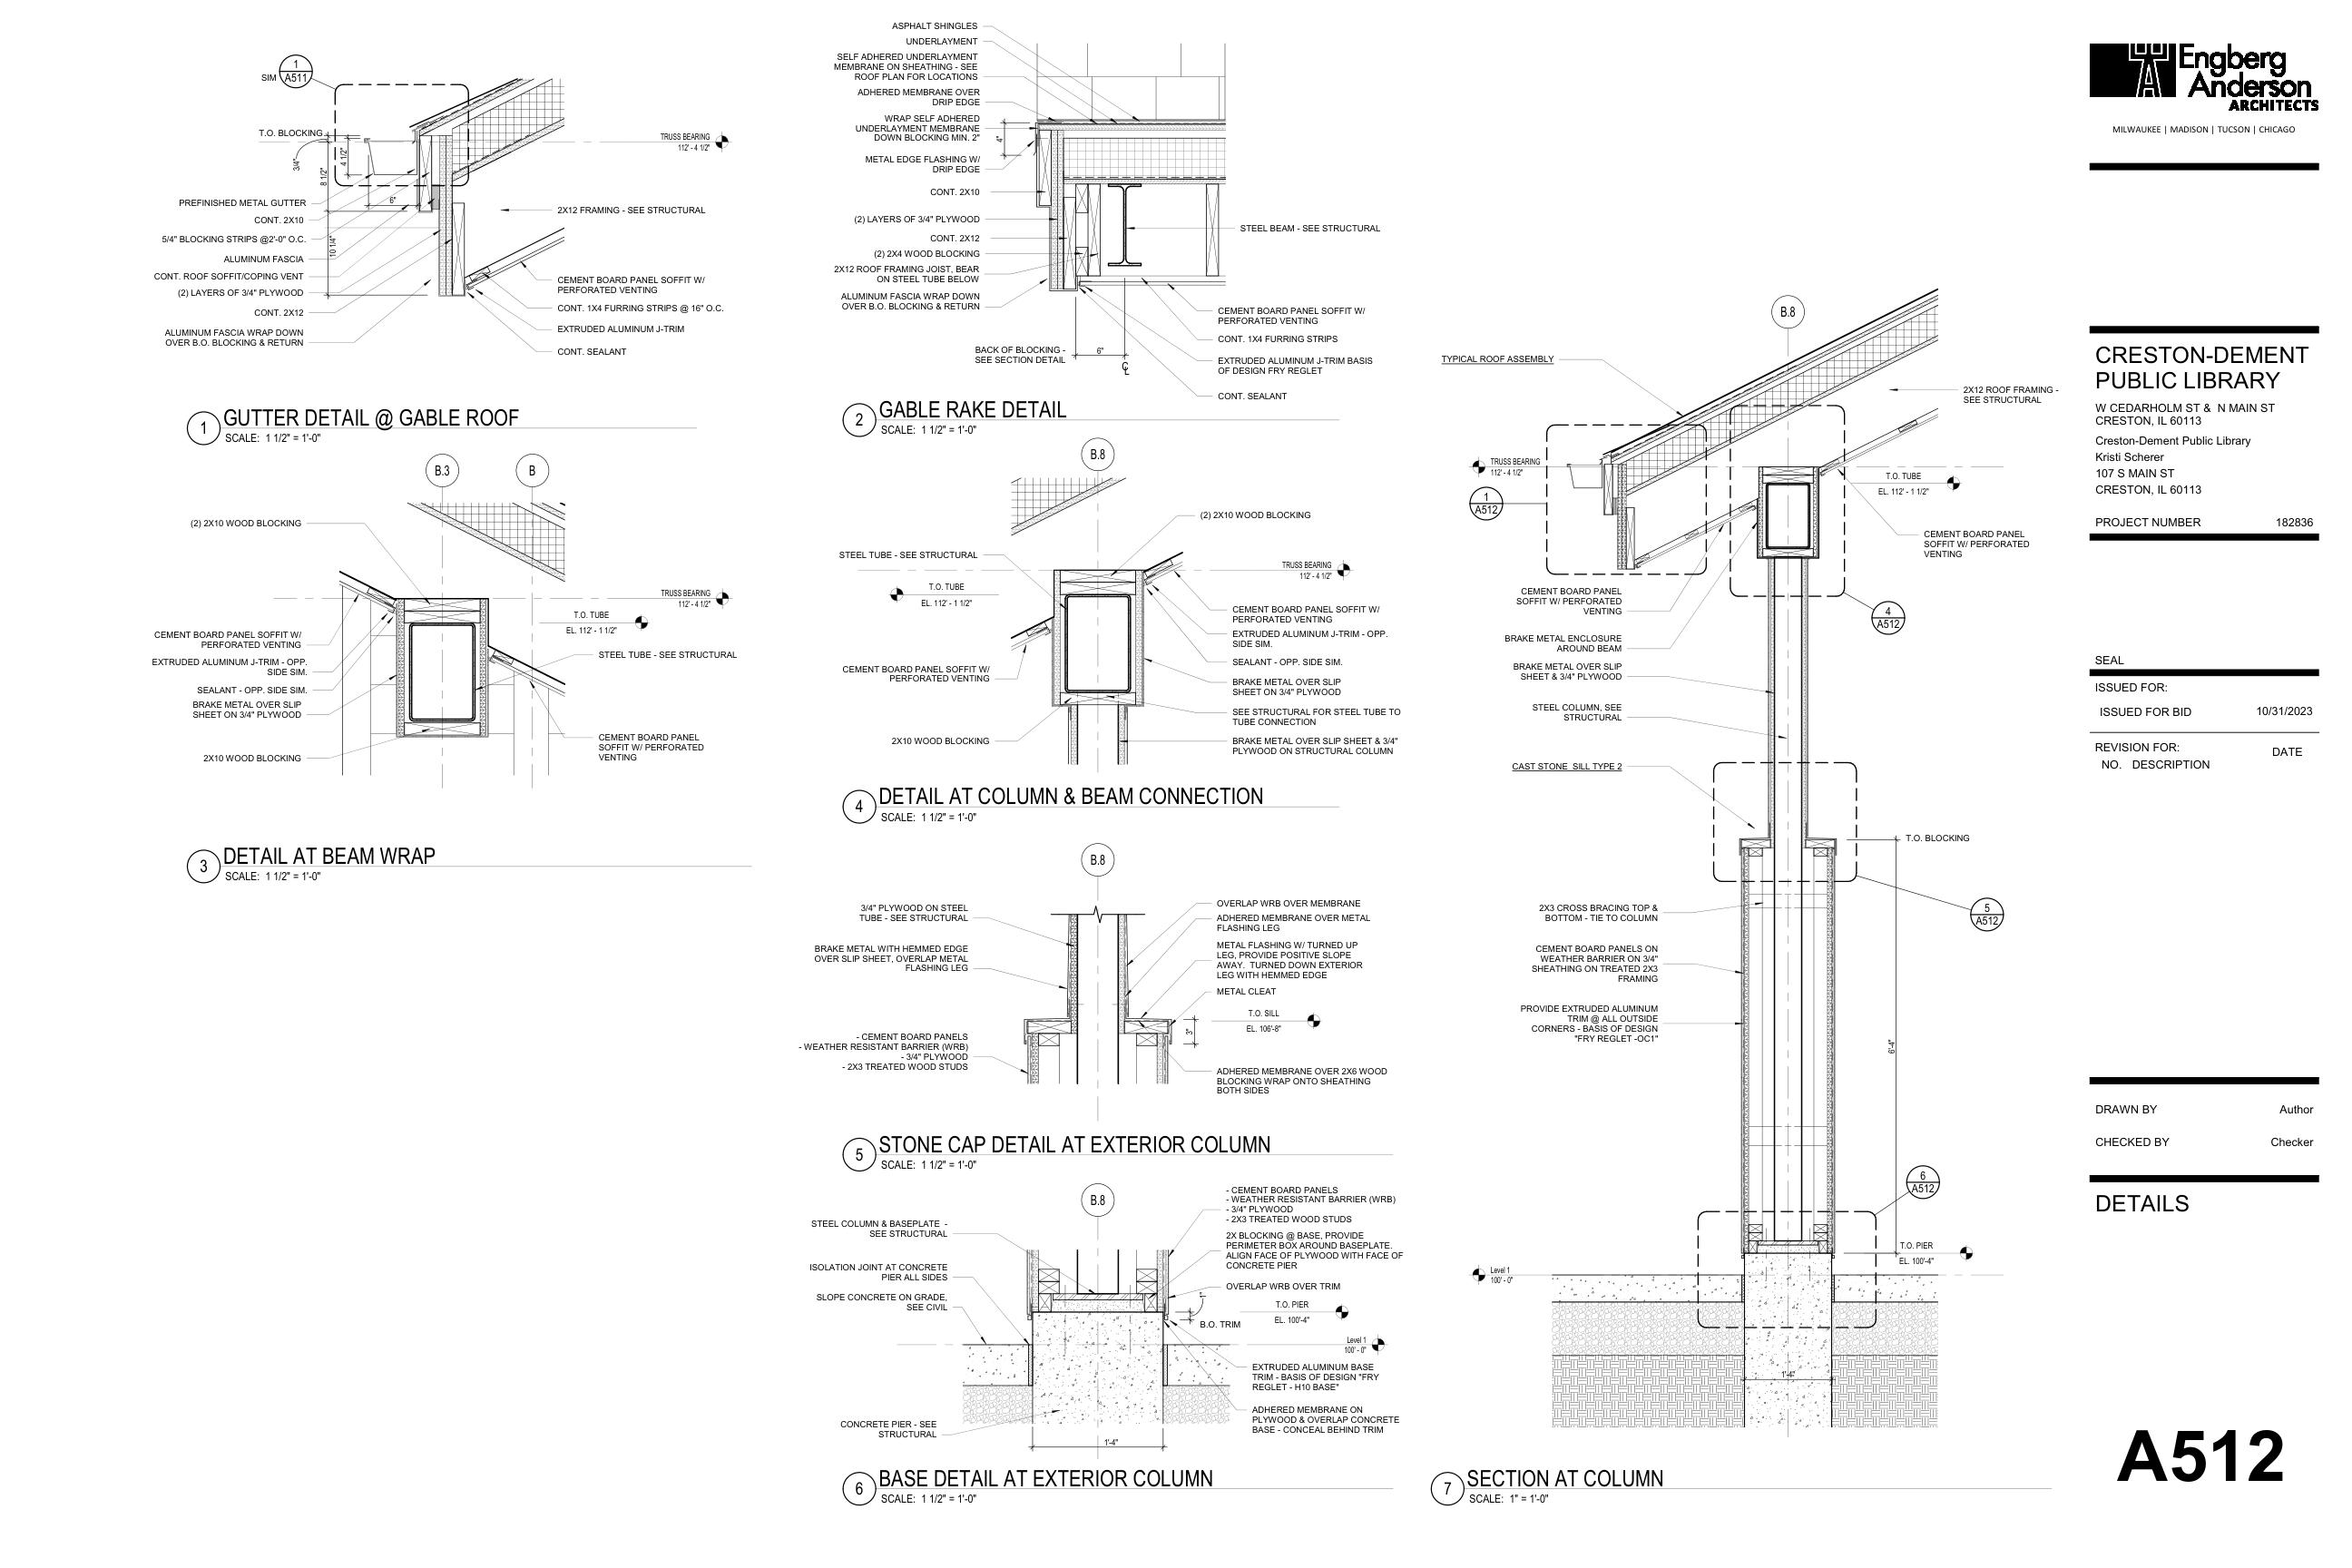 1
A511
SIM
T.O. BLOCKING
3/4"
4 1/2"
8 1/2"
6"
10 1/4"
TRUSS BEARING
112' - 4 1/2"
PREFINISHED METAL GUTTER
CONT. 2X10
5/4" BLOCKING STRIPS @2'-0" O.C.
ALUMINUM FASCIA
CONT. ROOF SOFFIT/COPING VENT
(2) LAYERS OF 3/4" PLYWOOD
CONT. 2X12
ALUMINUM FASCIA WRAP DOWN
OVER B.O. BLOCKING & RETURN
2X12 FRAMING - SEE STRUCTURAL
CEMENT BOARD PANEL SOFFIT W/
PERFORATED VENTING
CONT. 1X4 FURRING STRIPS @ 16" O.C.
EXTRUDED ALUMINUM J-TRIM
CONT. SEALANT
1
GUTTER DETAIL @ GABLE ROOF
SCALE: 1 1/2" = 1'-0"
ASPHALT SHINGLES
UNDERLAYMENT
SELF ADHERED UNDERLAYMENT
MEMBRANE ON SHEATHING - SEE
ROOF PLAN FOR LOCATIONS
ADHERED MEMBRANE OVER
DRIP EDGE
WRAP SELF ADHERED
UNDERLAYMENT MEMBRANE
DOWN BLOCKING MIN. 2"
METAL EDGE FLASHING W/
DRIP EDGE
CONT. 2X10
(2) LAYERS OF 3/4" PLYWOOD
CONT. 2X12
(2) 2X4 WOOD BLOCKING
2X12 ROOF FRAMING JOIST, BEAR
ON STEEL TUBE BELOW
ALUMINUM FASCIA WRAP DOWN
OVER B.O. BLOCKING & RETURN
4"
STEEL BEAM - SEE STRUCTURAL
CEMENT BOARD PANEL SOFFIT W/
PERFORATED VENTING
CONT. 1X4 FURRING STRIPS
EXTRUDED ALUMINUM J-TRIM BASIS
OF DESIGN FRY REGLET
CONT. SEALANT
BACK OF BLOCKING -
SEE SECTION DETAIL
6"
CL
2
GABLE RAKE DETAIL
SCALE: 1 1/2" = 1'-0"
B.3
B
(2) 2X10 WOOD BLOCKING
TRUSS BEARING
112' - 4 1/2"
T.O. TUBE
EL. 112' - 1 1/2"
CEMENT BOARD PANEL SOFFIT W/
PERFORATED VENTING
EXTRUDED ALUMINUM J-TRIM - OPP.
SIDE SIM.
SEALANT - OPP. SIDE SIM.
BRAKE METAL OVER SLIP
SHEET ON 3/4" PLYWOOD
2X10 WOOD BLOCKING
STEEL TUBE - SEE STRUCTURAL
CEMENT BOARD PANEL
SOFFIT W/ PERFORATED
VENTING
3
DETAIL AT BEAM WRAP
SCALE: 1 1/2" = 1'-0"
B.8
(2) 2X10 WOOD BLOCKING
STEEL TUBE - SEE STRUCTURAL
TRUSS BEARING
112' - 4 1/2"
T.O. TUBE
EL. 112' - 1 1/2"
CEMENT BOARD PANEL SOFFIT W/
PERFORATED VENTING
2X10 WOOD BLOCKING
CEMENT BOARD PANEL SOFFIT W/
PERFORATED VENTING
EXTRUDED ALUMINUM J-TRIM - OPP.
SIDE SIM.
SEALANT - OPP. SIDE SIM.
BRAKE METAL OVER SLIP
SHEET ON 3/4" PLYWOOD
SEE STRUCTURAL FOR STEEL TUBE TO
TUBE CONNECTION
BRAKE METAL OVER SLIP SHEET & 3/4"
PLYWOOD ON STRUCTURAL COLUMN
4
DETAIL AT COLUMN & BEAM CONNECTION
SCALE: 1 1/2" = 1'-0"
B.8
3/4" PLYWOOD ON STEEL
TUBE - SEE STRUCTURAL
BRAKE METAL WITH HEMMED EDGE
OVER SLIP SHEET, OVERLAP METAL
FLASHING LEG
- CEMENT BOARD PANELS
- WEATHER RESISTANT BARRIER (WRB)
- 3/4" PLYWOOD
- 2X3 TREATED WOOD STUDS
OVERLAP WRB OVER MEMBRANE
ADHERED MEMBRANE OVER METAL
FLASHING LEG
METAL FLASHING W/ TURNED UP
LEG, PROVIDE POSITIVE SLOPE
AWAY. TURNED DOWN EXTERIOR
LEG WITH HEMMED EDGE
METAL CLEAT
T.O. SILL
EL. 106'-8"
3"
ADHERED MEMBRANE OVER 2X6 WOOD
BLOCKING WRAP ONTO SHEATHING
BOTH SIDES
5
STONE CAP DETAIL AT EXTERIOR COLUMN
SCALE: 1 1/2" = 1'-0"
B.8
STEEL COLUMN & BASEPLATE -
SEE STRUCTURAL
ISOLATION JOINT AT CONCRETE
PIER ALL SIDES
SLOPE CONCRETE ON GRADE,
SEE CIVIL
CONCRETE PIER - SEE
STRUCTURAL
- CEMENT BOARD PANELS
- WEATHER RESISTANT BARRIER (WRB)
- 3/4" PLYWOOD
- 2X3 TREATED WOOD STUDS
2X BLOCKING @ BASE, PROVIDE
PERIMETER BOX AROUND BASEPLATE.
ALIGN FACE OF PLYWOOD WITH FACE OF
CONCRETE PIER
OVERLAP WRB OVER TRIM
1"
T.O. PIER
EL. 100'-4"
B.O. TRIM
Level 1
100' - 0"
EXTRUDED ALUMINUM BASE
TRIM - BASIS OF DESIGN "FRY
REGLET - H10 BASE"
ADHERED MEMBRANE ON
PLYWOOD & OVERLAP CONCRETE
BASE - CONCEAL BEHIND TRIM
1'-4"
6
BASE DETAIL AT EXTERIOR COLUMN
SCALE: 1 1/2" = 1'-0"
B.8
TYPICAL ROOF ASSEMBLY
2X12 ROOF FRAMING -
SEE STRUCTURAL
TRUSS BEARING
112' - 4 1/2"
1
A512
T.O. TUBE
EL. 112' - 1 1/2"
CEMENT BOARD PANEL
SOFFIT W/ PERFORATED
VENTING
CEMENT BOARD PANEL
SOFFIT W/ PERFORATED
VENTING
4
A512
BRAKE METAL ENCLOSURE
AROUND BEAM
BRAKE METAL OVER SLIP
SHEET & 3/4" PLYWOOD
STEEL COLUMN, SEE
STRUCTURAL
CAST STONE SILL TYPE 2
T.O. BLOCKING
5
A512
2X3 CROSS BRACING TOP &
BOTTOM - TIE TO COLUMN
CEMENT BOARD PANELS ON
WEATHER BARRIER ON 3/4"
SHEATHING ON TREATED 2X3
FRAMING
PROVIDE EXTRUDED ALUMINUM
TRIM @ ALL OUTSIDE
CORNERS - BASIS OF DESIGN
"FRY REGLET -OC1"
6'-4"
6
A512
T.O. PIER
EL. 100'-4"
Level 1
100' - 0"
1'-4"
7
SECTION AT COLUMN
SCALE: 1" = 1'-0"
Engberg
Anderson
ARCHITECTS
MILWAUKEE | MADISON | TUCSON | CHICAGO
CRESTON-DEMENT
PUBLIC LIBRARY
W CEDARHOLM ST & N MAIN ST
CRESTON, IL 60113
Creston-Dement Public Library
Kristi Scherer
107 S MAIN ST
CRESTON, IL 60113
PROJECT NUMBER 182836
SEAL
ISSUED FOR:
ISSUED FOR BID 10/31/2023
REVISION FOR:
NO. DESCRIPTION DATE
DRAWN BY Author
CHECKED BY Checker
DETAILS
A512